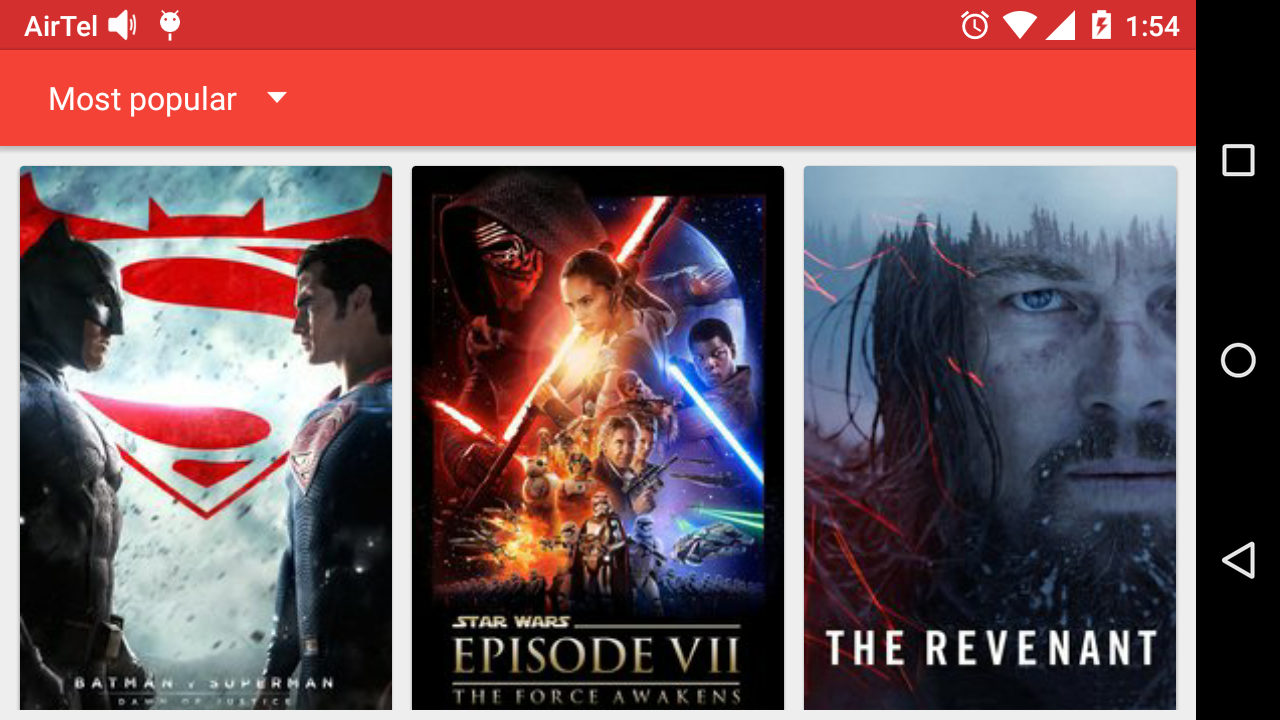 AirTel
1:54
Most popular
BATMAN V SUPERMAN
DAWN OF JUSTICE
STAR WARS
EPISODE VII
THE FORCE AWAKENS
THE REVENANT